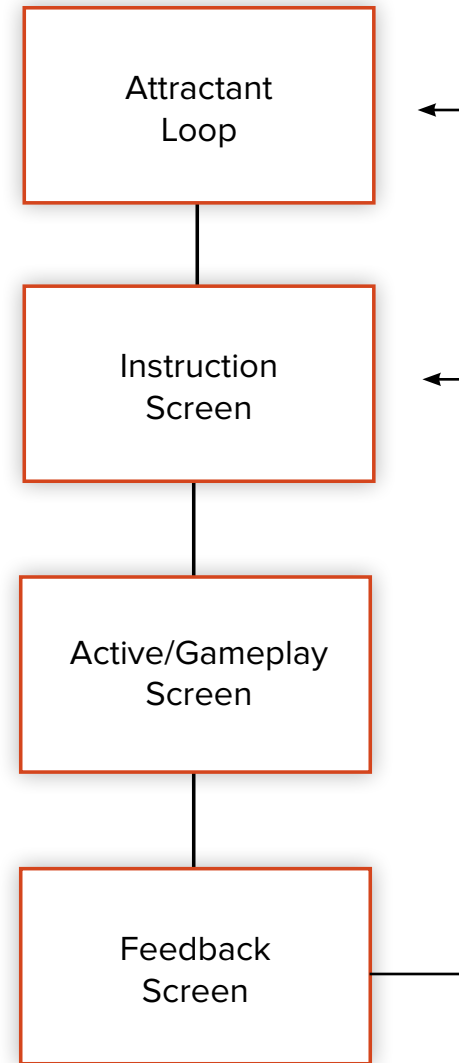 Attractant
Loop
Instruction
Screen
Active/Gameplay
Screen
Feedback
Screen